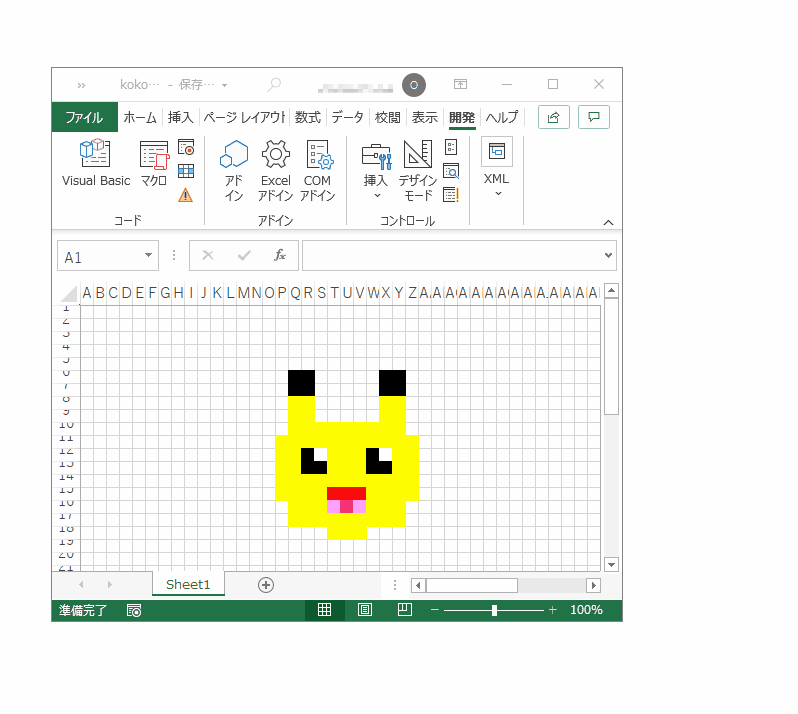 koko… - 保存…
O
ファイル ホーム 挿入 ページ レイアウト 数式 データ 校閲 表示 開発 ヘルプ
Visual Basic マクロ アド イン Excel アドイン COM アドイン 挿入 デザイン モード XML
コード アドイン コントロール
A1 fx
A B C D E F G H I J K L M N O P Q R S T U V W X Y Z
1
2
3
4
5
6
7
8
9
10
11
12
13
14
15
16
17
18
19
20
21
Sheet1
準備完了 100%